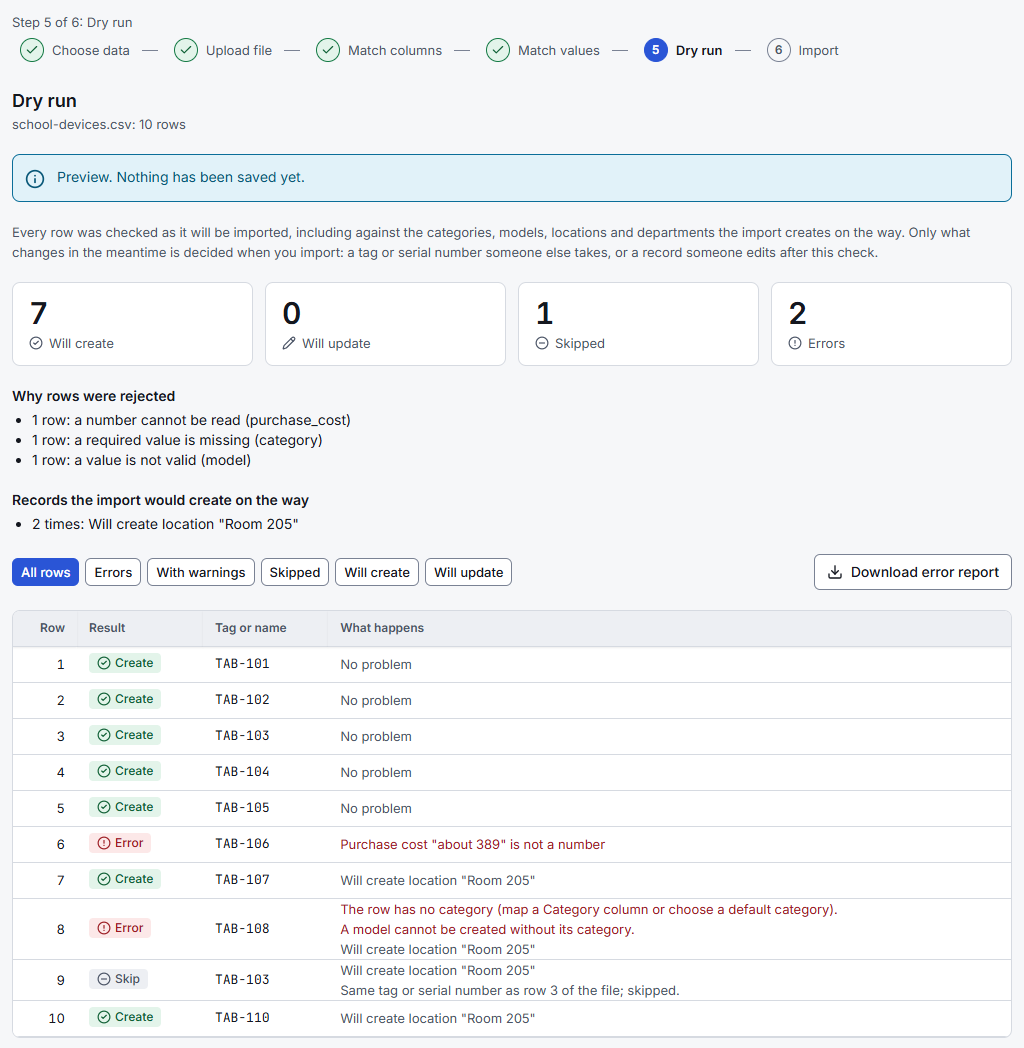 Step 5 of 6: Dry run
Choose data — Upload file — Match columns — Match values — 5 Dry run — 6 Import
Dry run
school-devices.csv: 10 rows
Preview. Nothing has been saved yet.
Every row was checked as it will be imported, including against the categories, models, locations and departments the import creates on the way. Only what
changes in the meantime is decided when you import: a tag or serial number someone else takes, or a record someone edits after this check.
7 0 1 2
Will create Will update Skipped Errors
Why rows were rejected
• 1 row: a number cannot be read (purchase_cost)
• 1 row: a required value is missing (category)
• 1 row: a value is not valid (model)
Records the import would create on the way
• 2 times: Will create location "Room 205"
All rows Errors With warnings Skipped Will create Will update Download error report
Row Result Tag or name What happens
1 Create TAB-101 No problem
2 Create TAB-102 No problem
3 Create TAB-103 No problem
4 Create TAB-104 No problem
5 Create TAB-105 No problem
6 Error TAB-106 Purchase cost "about 389" is not a number
7 Create TAB-107 Will create location "Room 205"
The row has no category (map a Category column or choose a default category).
8 Error TAB-108 A model cannot be created without its category.
Will create location "Room 205"
Will create location "Room 205"
9 Skip TAB-103 Same tag or serial number as row 3 of the file; skipped.
10 Create TAB-110 Will create location "Room 205"